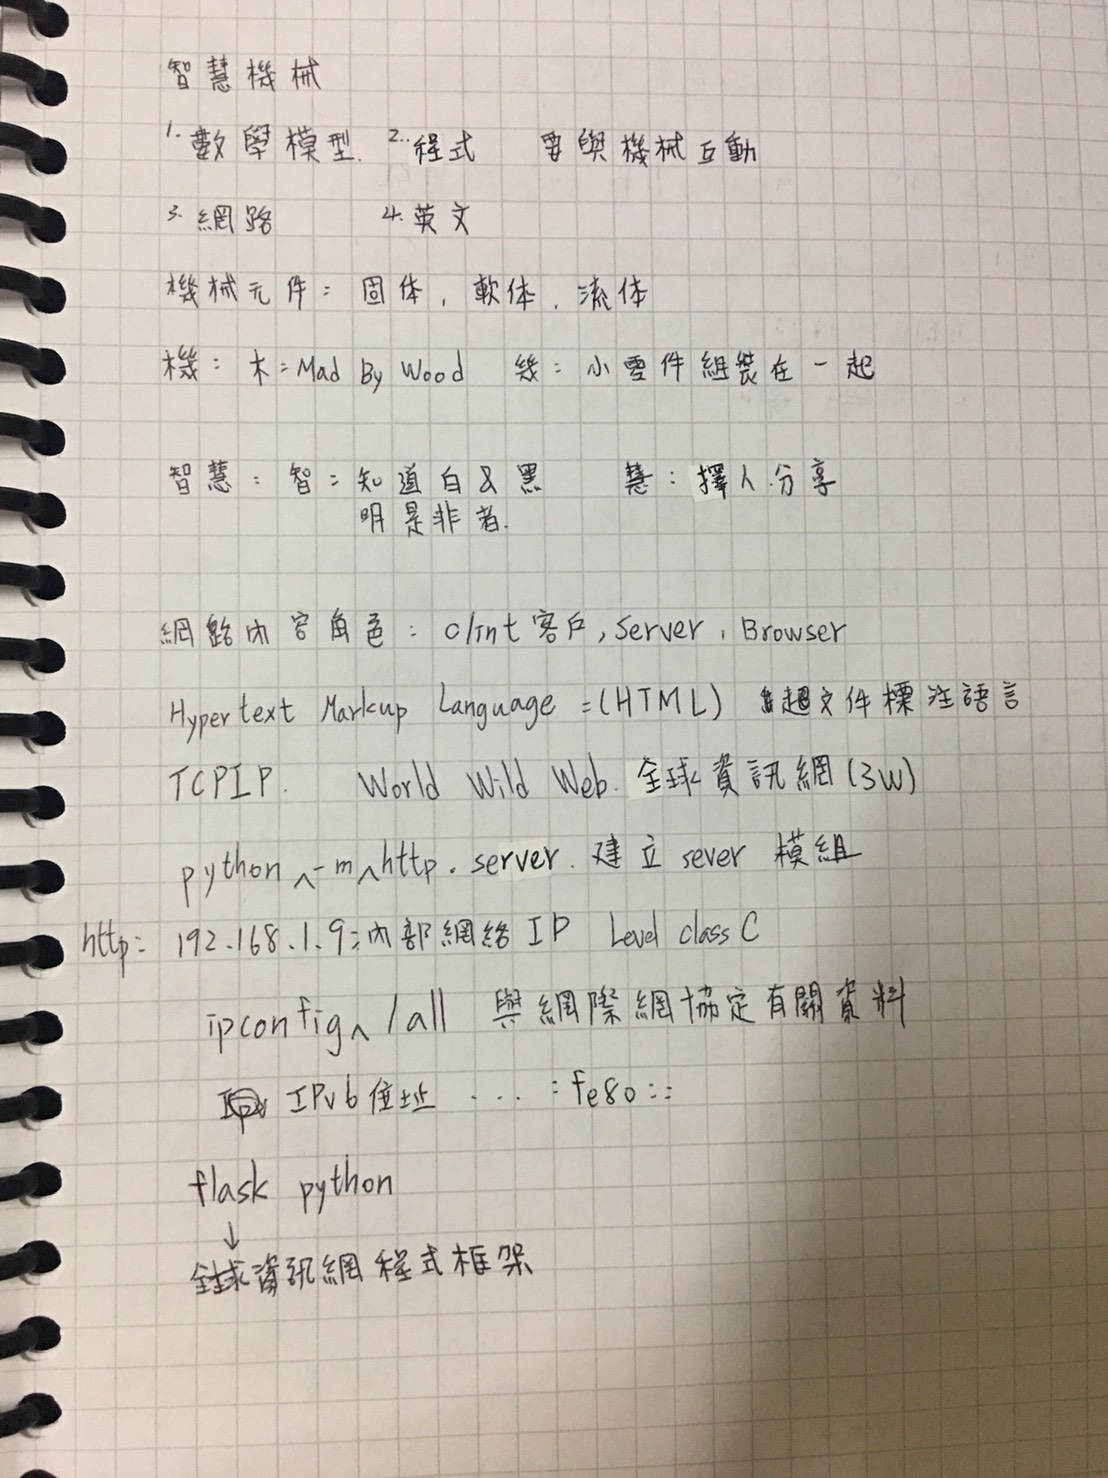 智慧機械
1. 數學模型. 2. 程式 要與機械互動
3. 網路 4. 英文
機械元件: 固体, 軟体, 流体
機: 木=Mad By Wood 幾: 小零件組裝在一起
智慧: 智: 知道白&黑 慧: 擇人分享
明是非者.
網路內容角色: clint 客戶, Server, Browser
Hypertext Markup Language =(HTML) 超文件標注語言
TCPIP. World Wild Web. 全球資訊網(3W)
python ^-m^http. server. 建立 sever 模組
http: 192.168.1.9: 內部網絡 IP Level class C
ipconfig^ /all 與網際網協定有關資料
IPv6位址 .... : fe80::
flask python
↓
全球資訊網程式框架